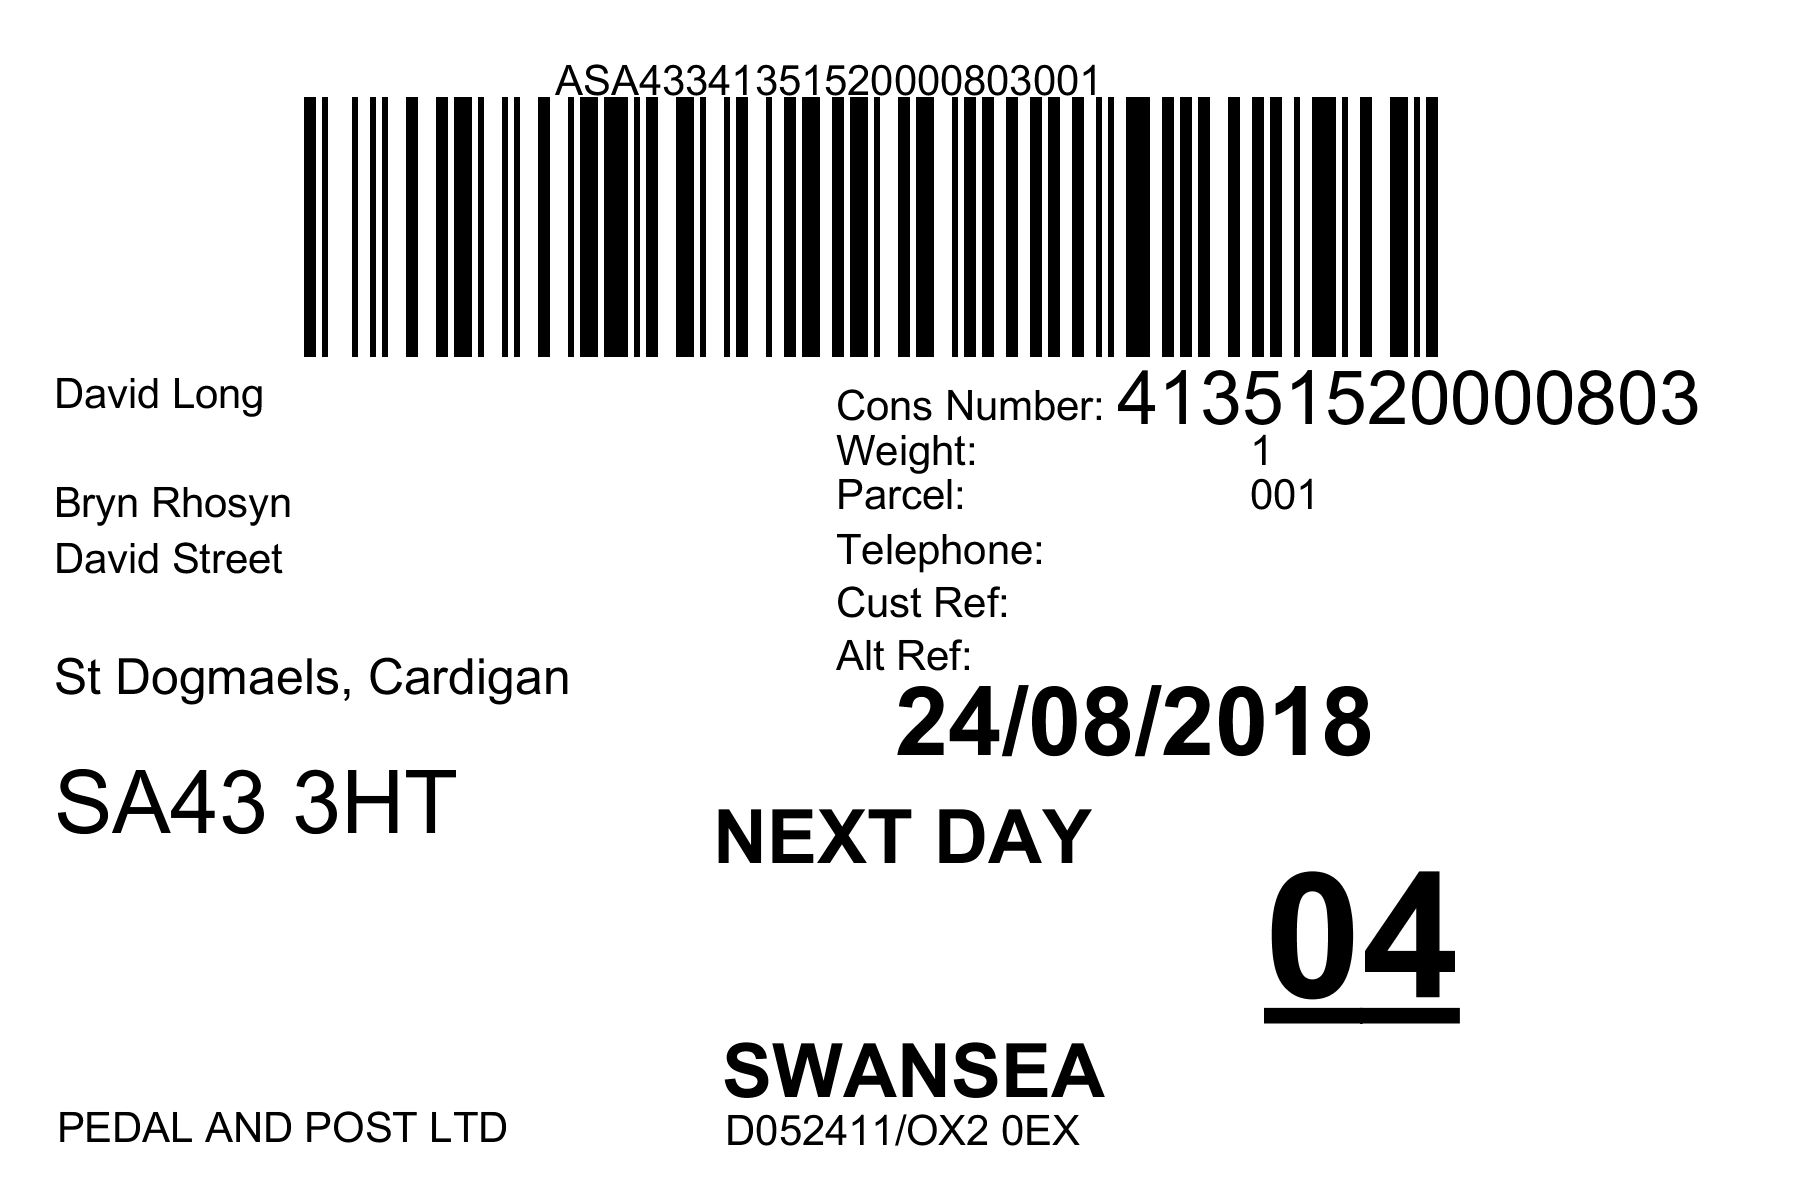 ASA43341351520000803001
David Long
Cons Number: 41351520000803
Weight: 1
Parcel: 001
Bryn Rhosyn
David Street
Telephone:
Cust Ref:
Alt Ref:
St Dogmaels, Cardigan
24/08/2018
SA43 3HT
NEXT DAY
04
SWANSEA
PEDAL AND POST LTD
D052411/OX2 0EX